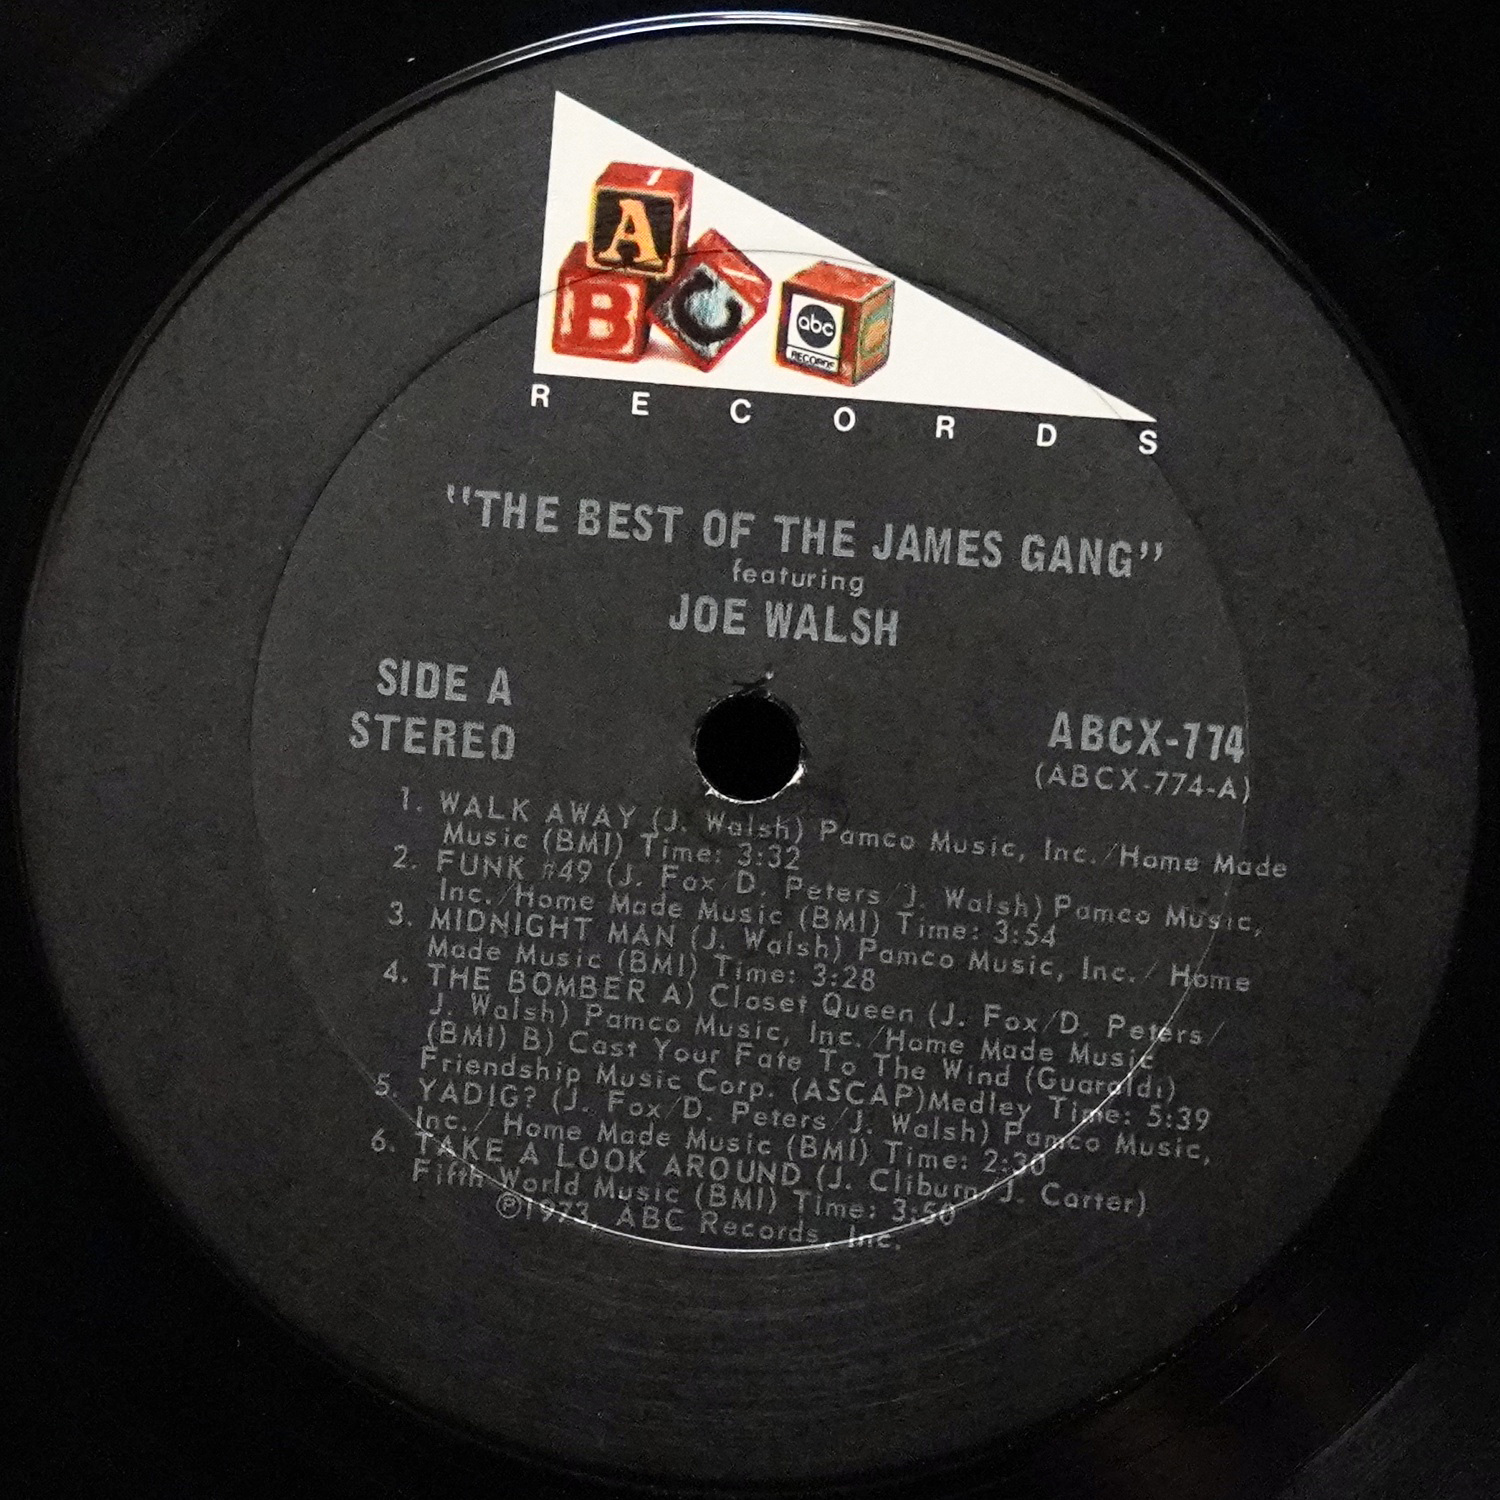 A
B C abc
RECORDS
RECORDS
"THE BEST OF THE JAMES GANG"
featuring
JOE WALSH
SIDE A
STEREO
ABCX-774
(ABCX-774-A)
1. WALK AWAY (J. Walsh) Pamco Music, Inc./Home Made
Music (BMI) Time: 3:32
2. FUNK #49 (J. Fox/D. Peters/J. Walsh) Pamco Music,
Inc./Home Made Music (BMI) Time: 3:54
3. MIDNIGHT MAN (J. Walsh) Pamco Music, Inc./ Home
Made Music (BMI) Time: 3:28
4. THE BOMBER A) Closet Queen (J. Fox/D. Peters/
J. Walsh) Pamco Music, Inc./Home Made Music
(BMI) B) Cast Your Fate To The Wind (Guaraldi)
Friendship Music Corp. (ASCAP)Medley Time: 5:39
5. YADIG? (J. Fox/D. Peters/J. Walsh) Pamco Music,
Inc./ Home Made Music (BMI) Time: 2:30
6. TAKE A LOOK AROUND (J. Cliburn/J. Carter)
Fifth World Music (BMI) Time: 3:50
℗1973, ABC Records, Inc.